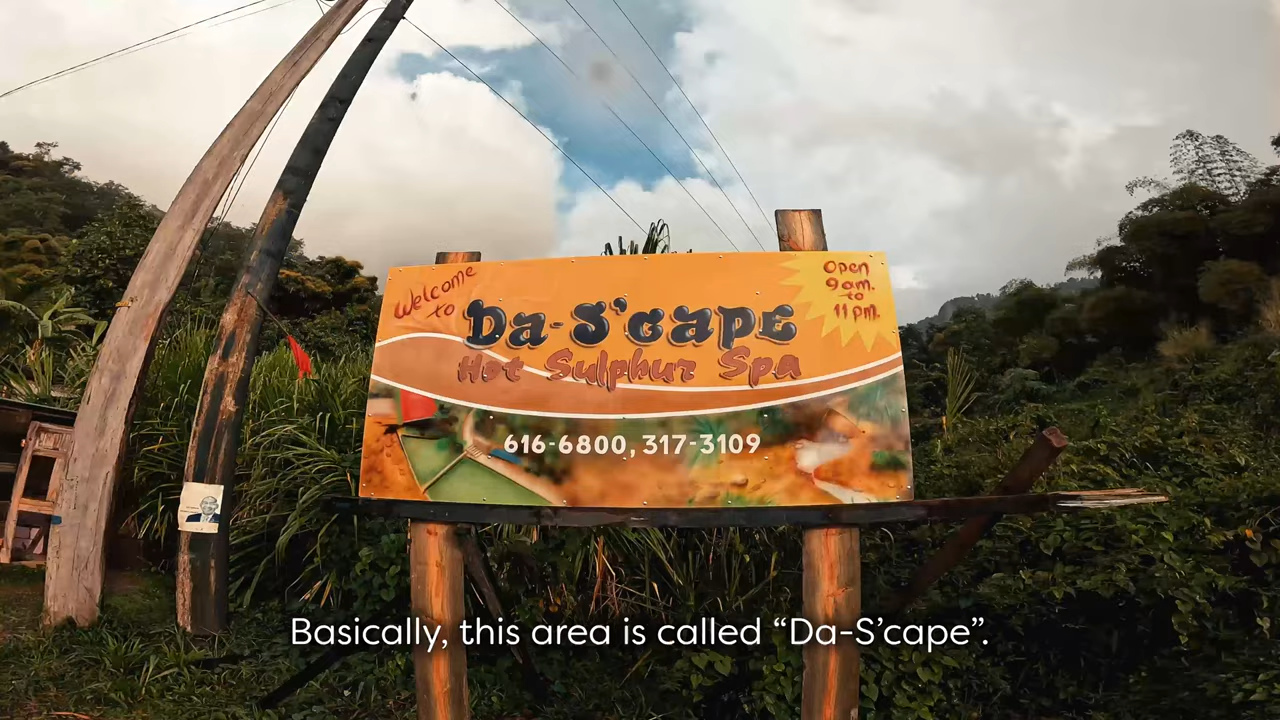 Welcome
to
Da-S'cape
Hot Sulphur Spa
Open
9am.
to
11pm.
616-6800, 317-3109
Basically, this area is called “Da-S’cape”.